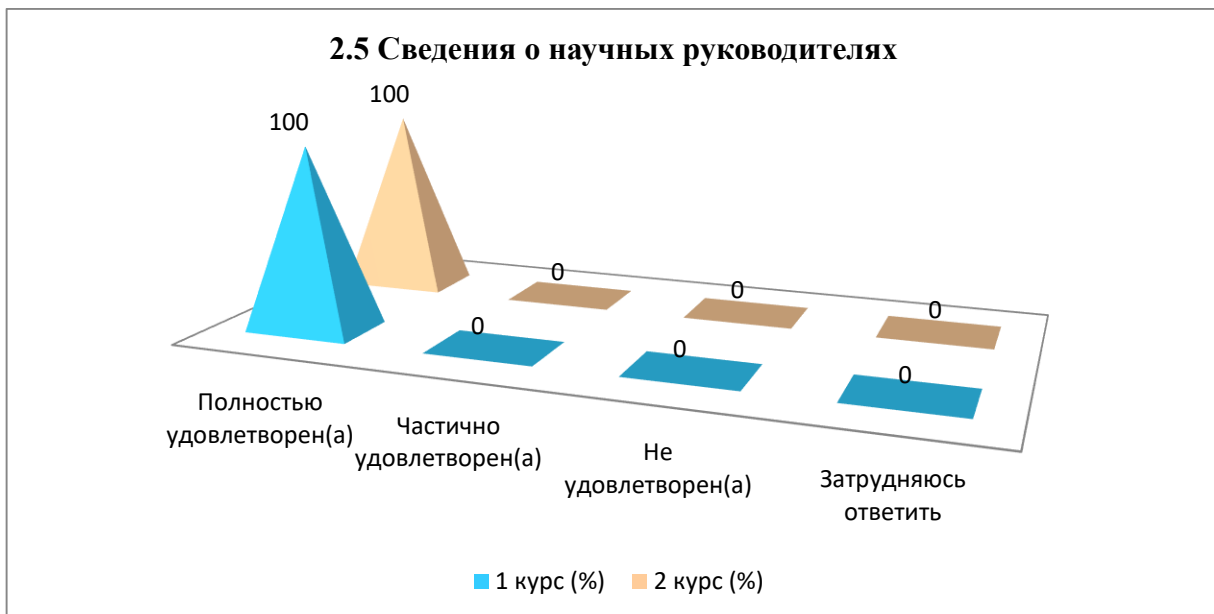 2.5 Сведения о научных руководителях
100
100
0
0
0
0
0
0
Полностью
удовлетворен(а)
Частично
удовлетворен(а)
Не
удовлетворен(а)
Затрудняюсь
ответить
1 курс (%)
2 курс (%)